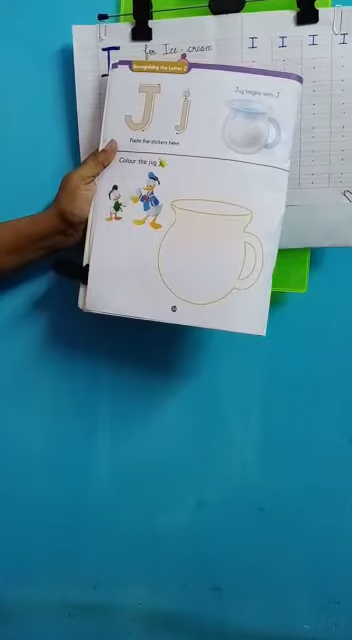 I for Ice-cream
I I I I
Recognising the Letter J
J j
Jug begins with J
Paste the stickers here
Colour the jug